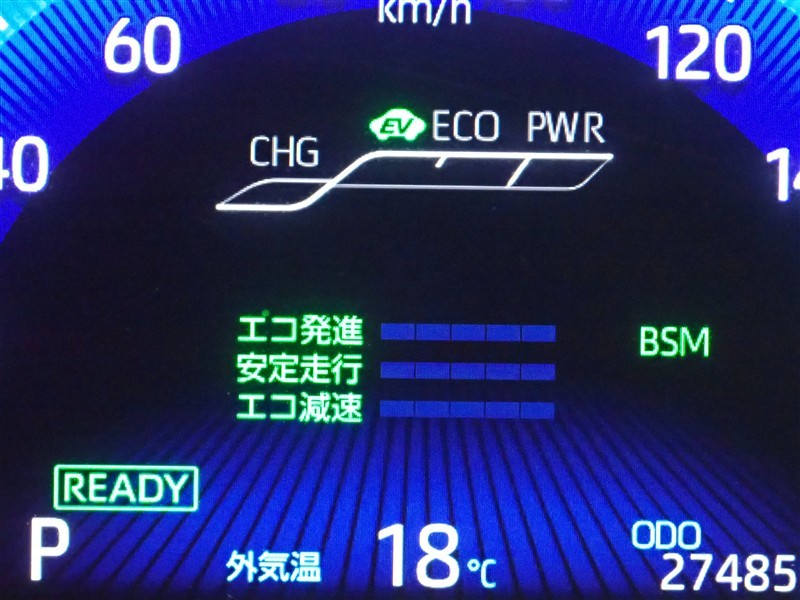 km/h
60
120
40
EV ECO PWR
CHG
エコ発進
安定走行
エコ減速
BSM
READY
P
外気温 18℃
ODO
27485